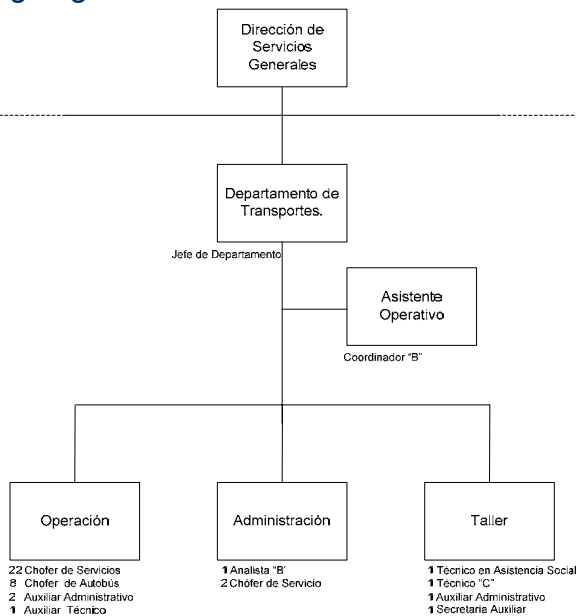 Dirección de
Servicios
Generales
Departamento de
Transportes.
Jefe de Departamento
Asistente
Operativo
Coordinador "B"
Operación
Administración
Taller
22 Chofer de Servicios
8 Chofer de Autobús
2 Auxiliar Administrativo
1 Auxiliar Técnico
1 Analista "B"
2 Chófer de Servicio
1 Técnico en Asistencia Social
1 Técnico "C"
1 Auxiliar Administrativo
1 Secretaria Auxiliar